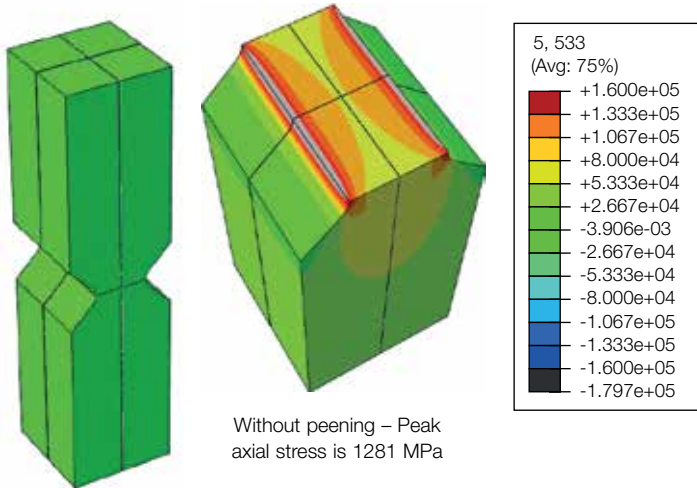 5, 533
(Avg: 75%)
+1.600e+05
+1.333e+05
+1.067e+05
+8.000e+04
+5.333e+04
+2.667e+04
-3.906e-03
-2.667e+04
-5.333e+04
-8.000e+04
-1.067e+05
-1.333e+05
-1.600e+05
-1.797e+05
Without peening – Peak
axial stress is 1281 MPa